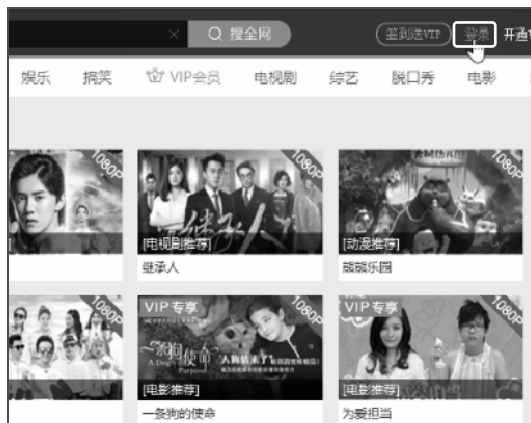 搜全网 签到送VIP 登录 开通V
娱乐 搞笑 VIP会员 电视剧 综艺 脱口秀 电影
1080P 1080P 1080P
继承人
[电视剧推荐] [动漫推荐]
继承人 熊熊乐园
1080P VIP专享 1080P VIP专享 1080P
一条狗的使命
A Dog's Purpose
[电影推荐] [电影推荐]
一条狗的使命 为爱担当